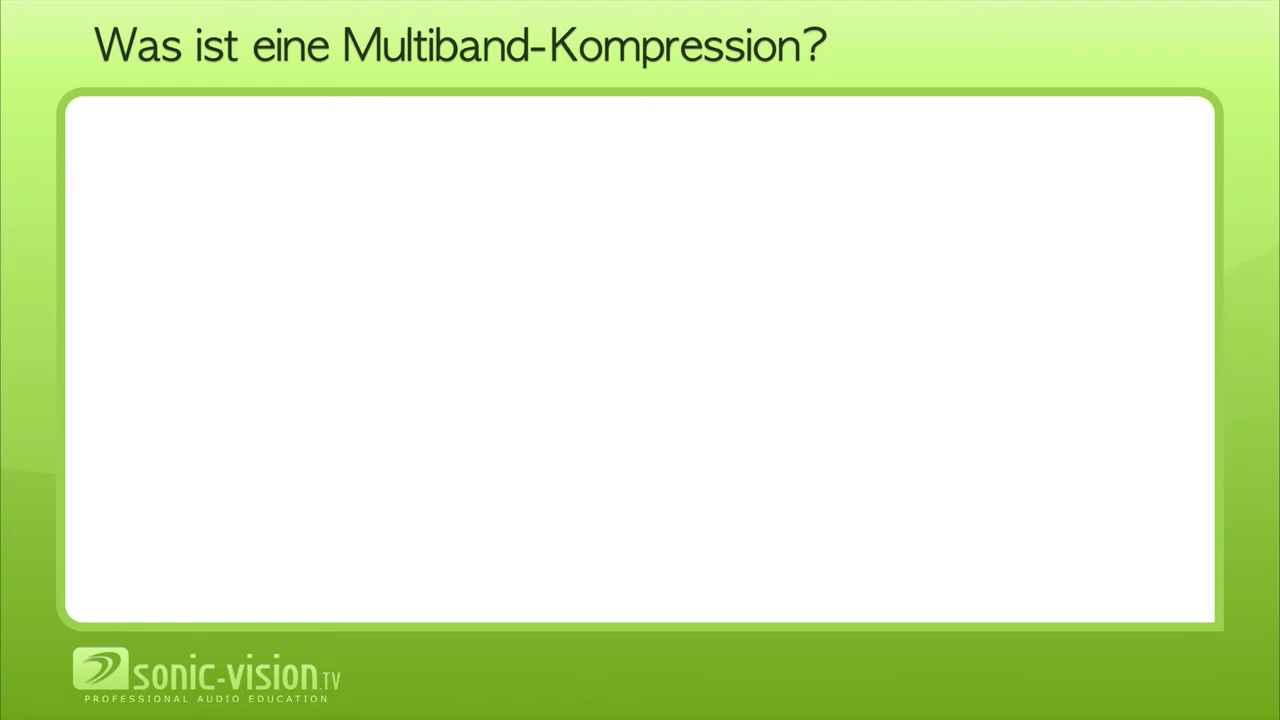 Was ist eine Multiband-Kompression?
sonic-vision.TV
PROFESSIONAL AUDIO EDUCATION